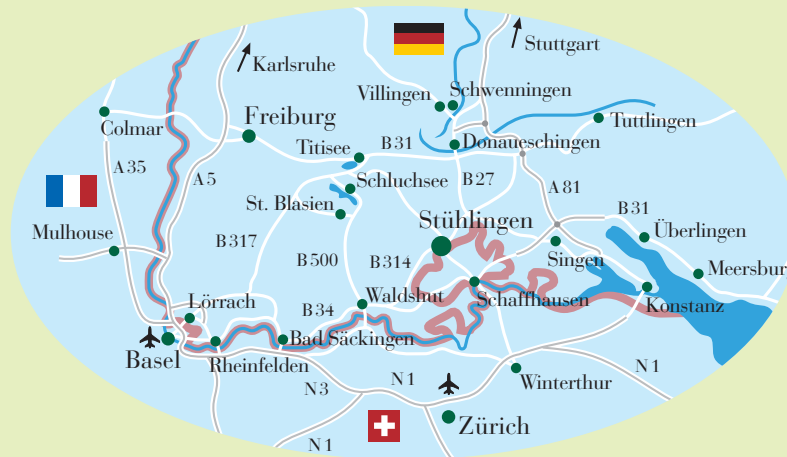 Stuttgart
Karlsruhe
Villingen
Schwenningen
Colmar
Freiburg
Tuttlingen
Titisee
B31
Donaueschingen
A35
A5
Schluchsee
B27
A81
St. Blasien
Stühlingen
B31
Mulhouse
B317
Überlingen
B500
B314
Singen
Meersbur
Lörrach
B34
Waldshut
Schaffhausen
Konstanz
Basel
Rheinfelden
Bad Säckingen
N3
N1
Winterthur
N1
Zürich
N1